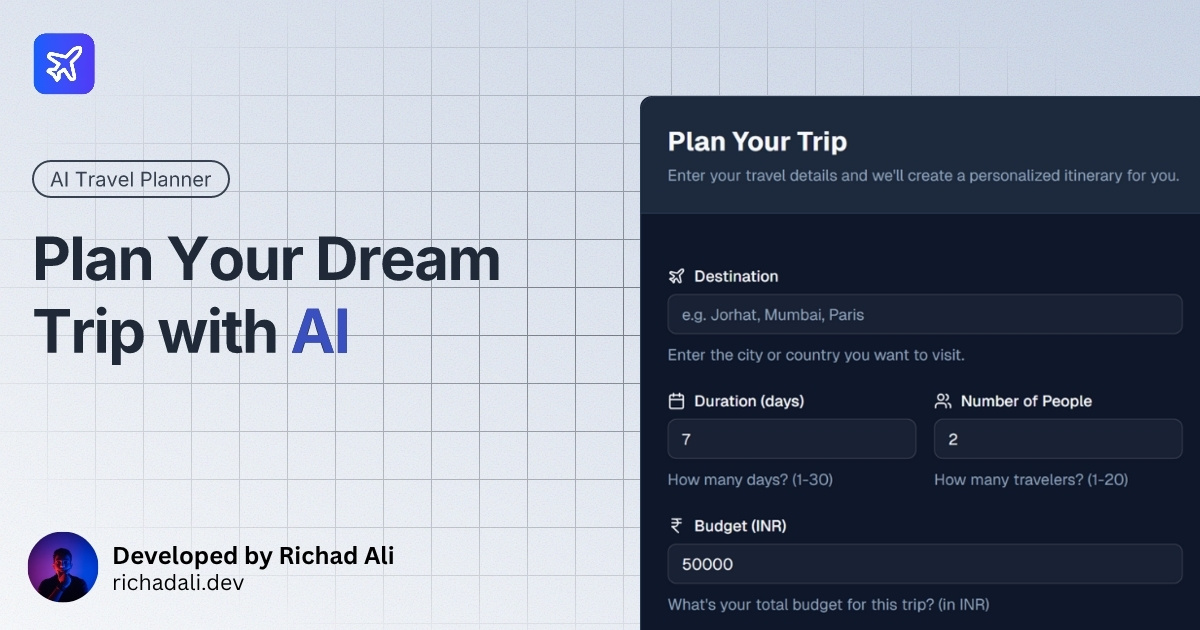 AI Travel Planner
Plan Your Dream
Trip with AI
Developed by Richad Ali
richadali.dev
Plan Your Trip
Enter your travel details and we'll create a personalized itinerary for you.
Destination
e.g. Jorhat, Mumbai, Paris
Enter the city or country you want to visit.
Duration (days)
7
How many days? (1-30)
Number of People
2
How many travelers? (1-20)
₹ Budget (INR)
50000
What's your total budget for this trip? (in INR)